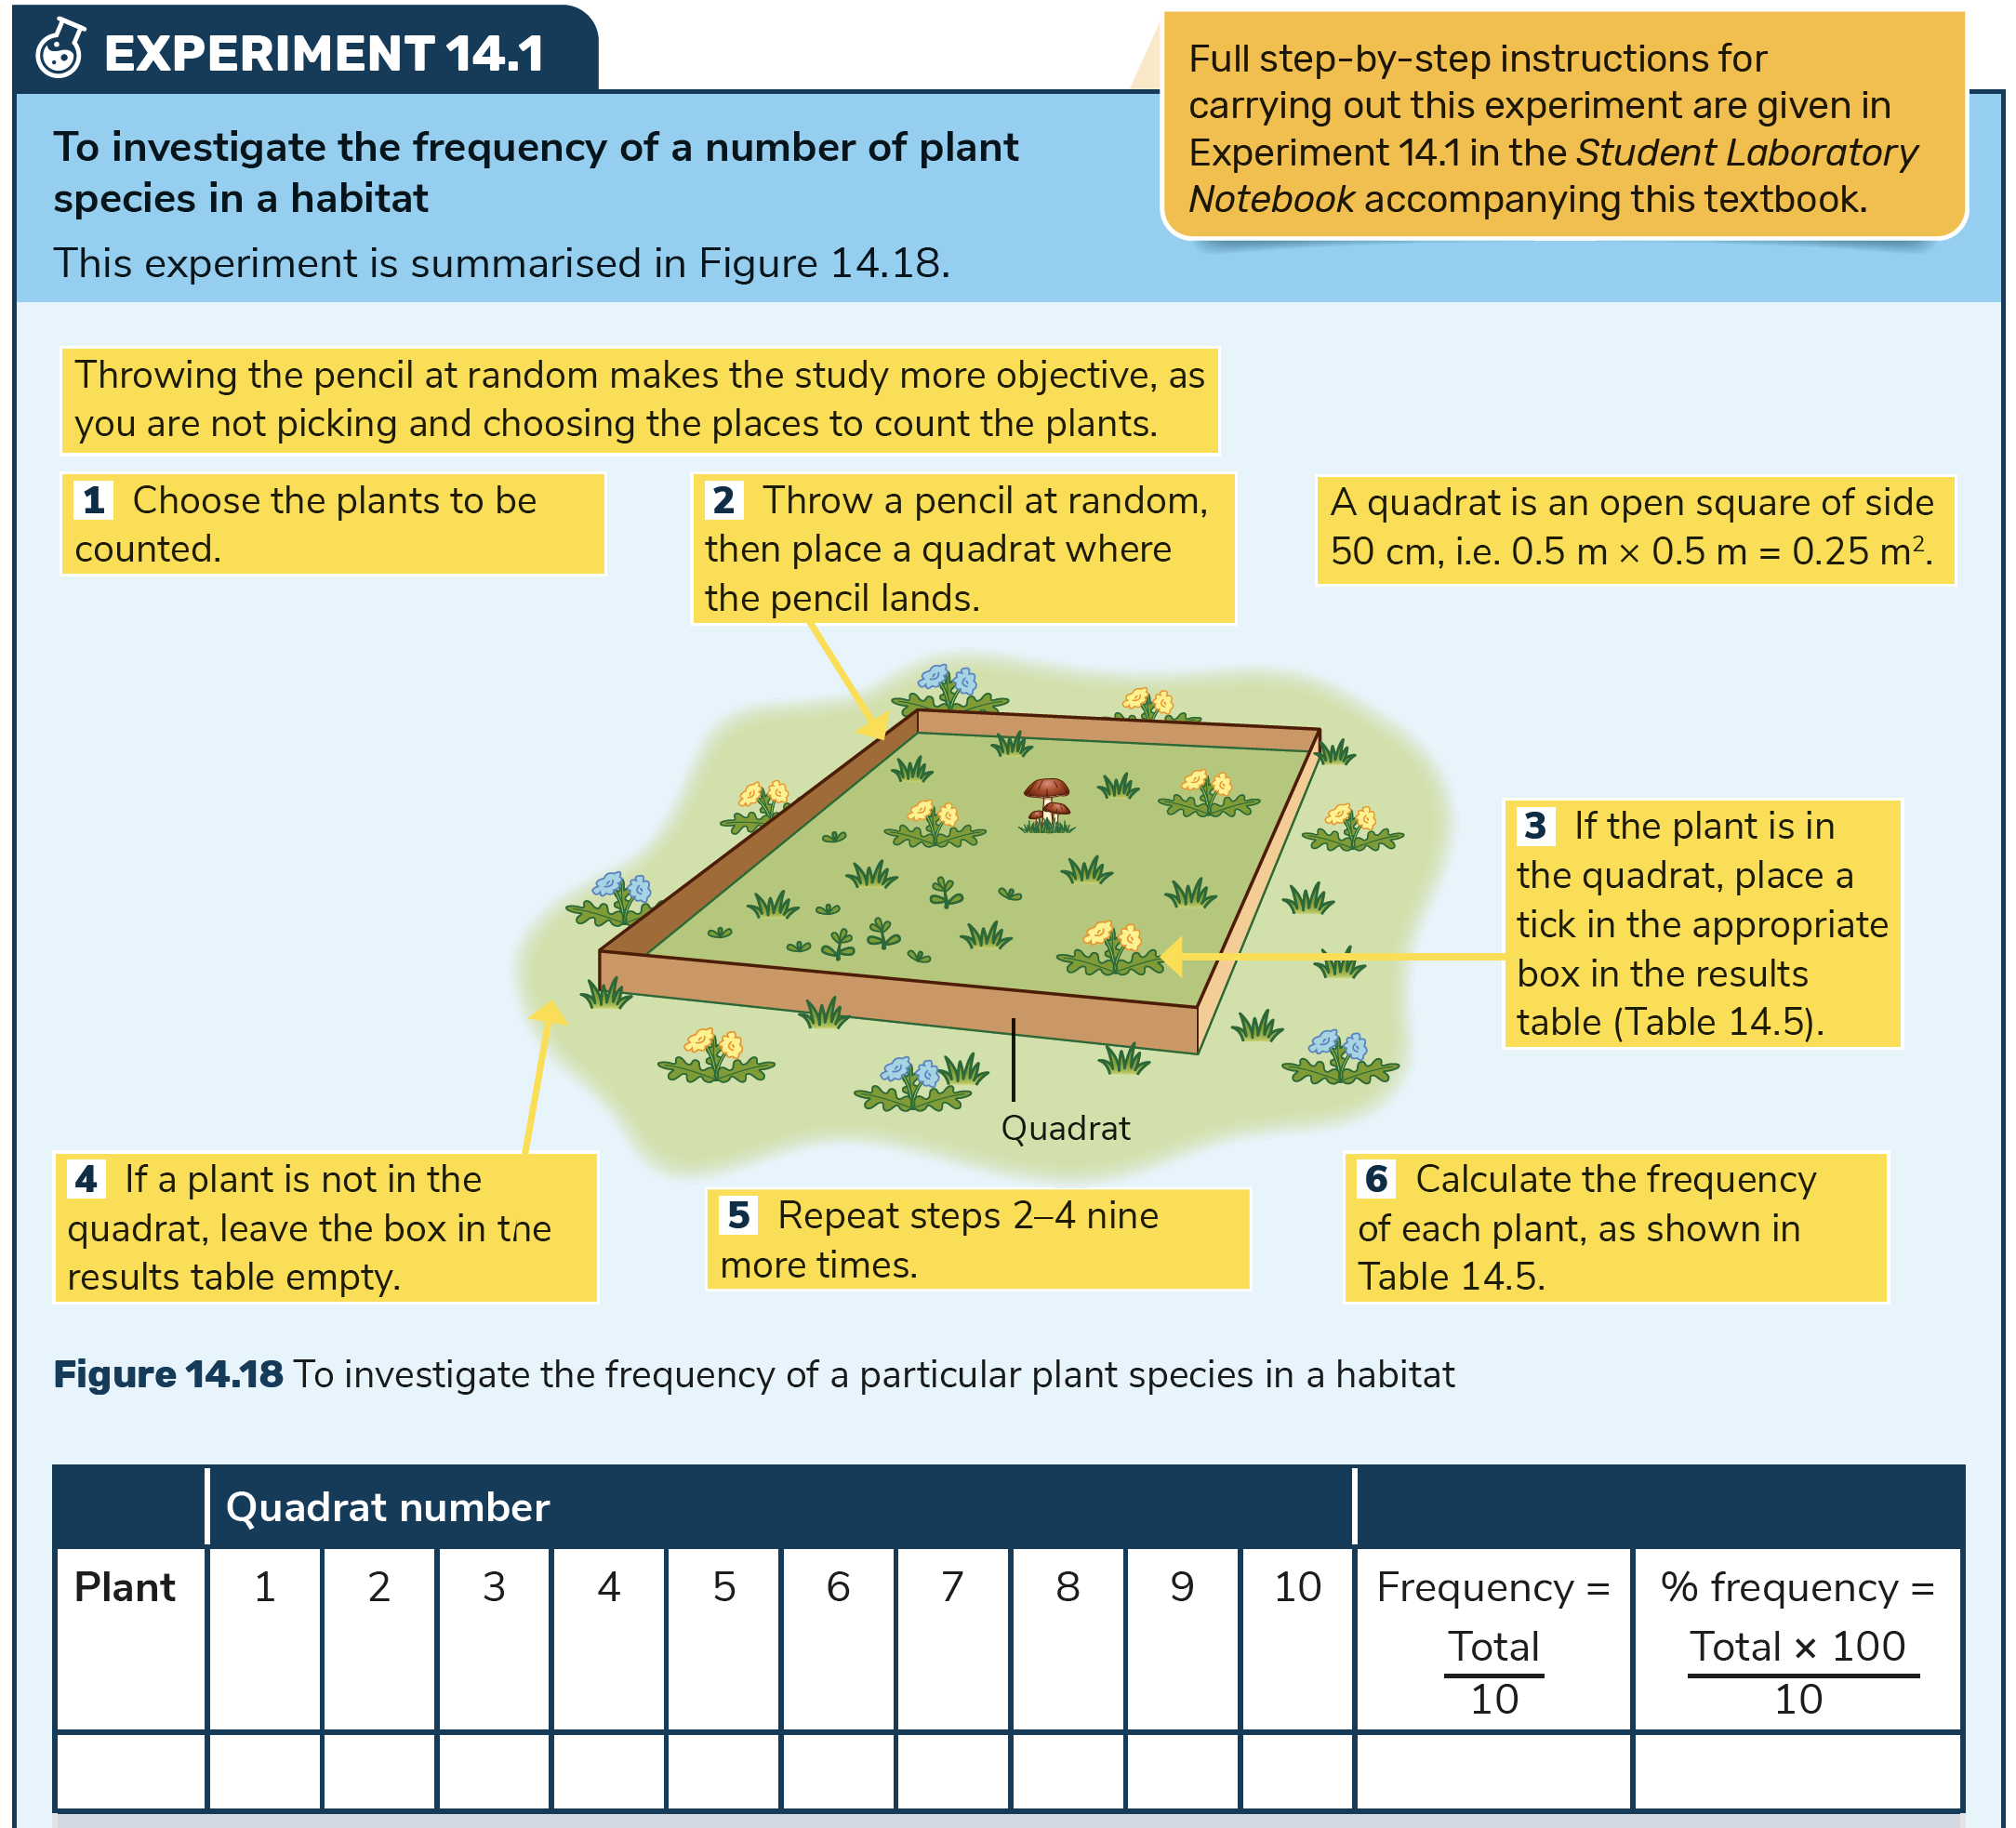 EXPERIMENT 14.1
Full step-by-step instructions for
carrying out this experiment are given in
Experiment 14.1 in the Student Laboratory
Notebook accompanying this textbook.
To investigate the frequency of a number of plant
species in a habitat
This experiment is summarised in Figure 14.18.
Throwing the pencil at random makes the study more objective, as
you are not picking and choosing the places to count the plants.
1 Choose the plants to be
counted.
2 Throw a pencil at random,
then place a quadrat where
the pencil lands.
A quadrat is an open square of side
50 cm, i.e. 0.5 m × 0.5 m = 0.25 m².
3 If the plant is in
the quadrat, place a
tick in the appropriate
box in the results
table (Table 14.5).
Quadrat
4 If a plant is not in the
quadrat, leave the box in the
results table empty.
5 Repeat steps 2–4 nine
more times.
6 Calculate the frequency
of each plant, as shown in
Table 14.5.
Figure 14.18 To investigate the frequency of a particular plant species in a habitat
Quadrat number
Plant 1 2 3 4 5 6 7 8 9 10 Frequency = % frequency =
Total Total × 100
10 10